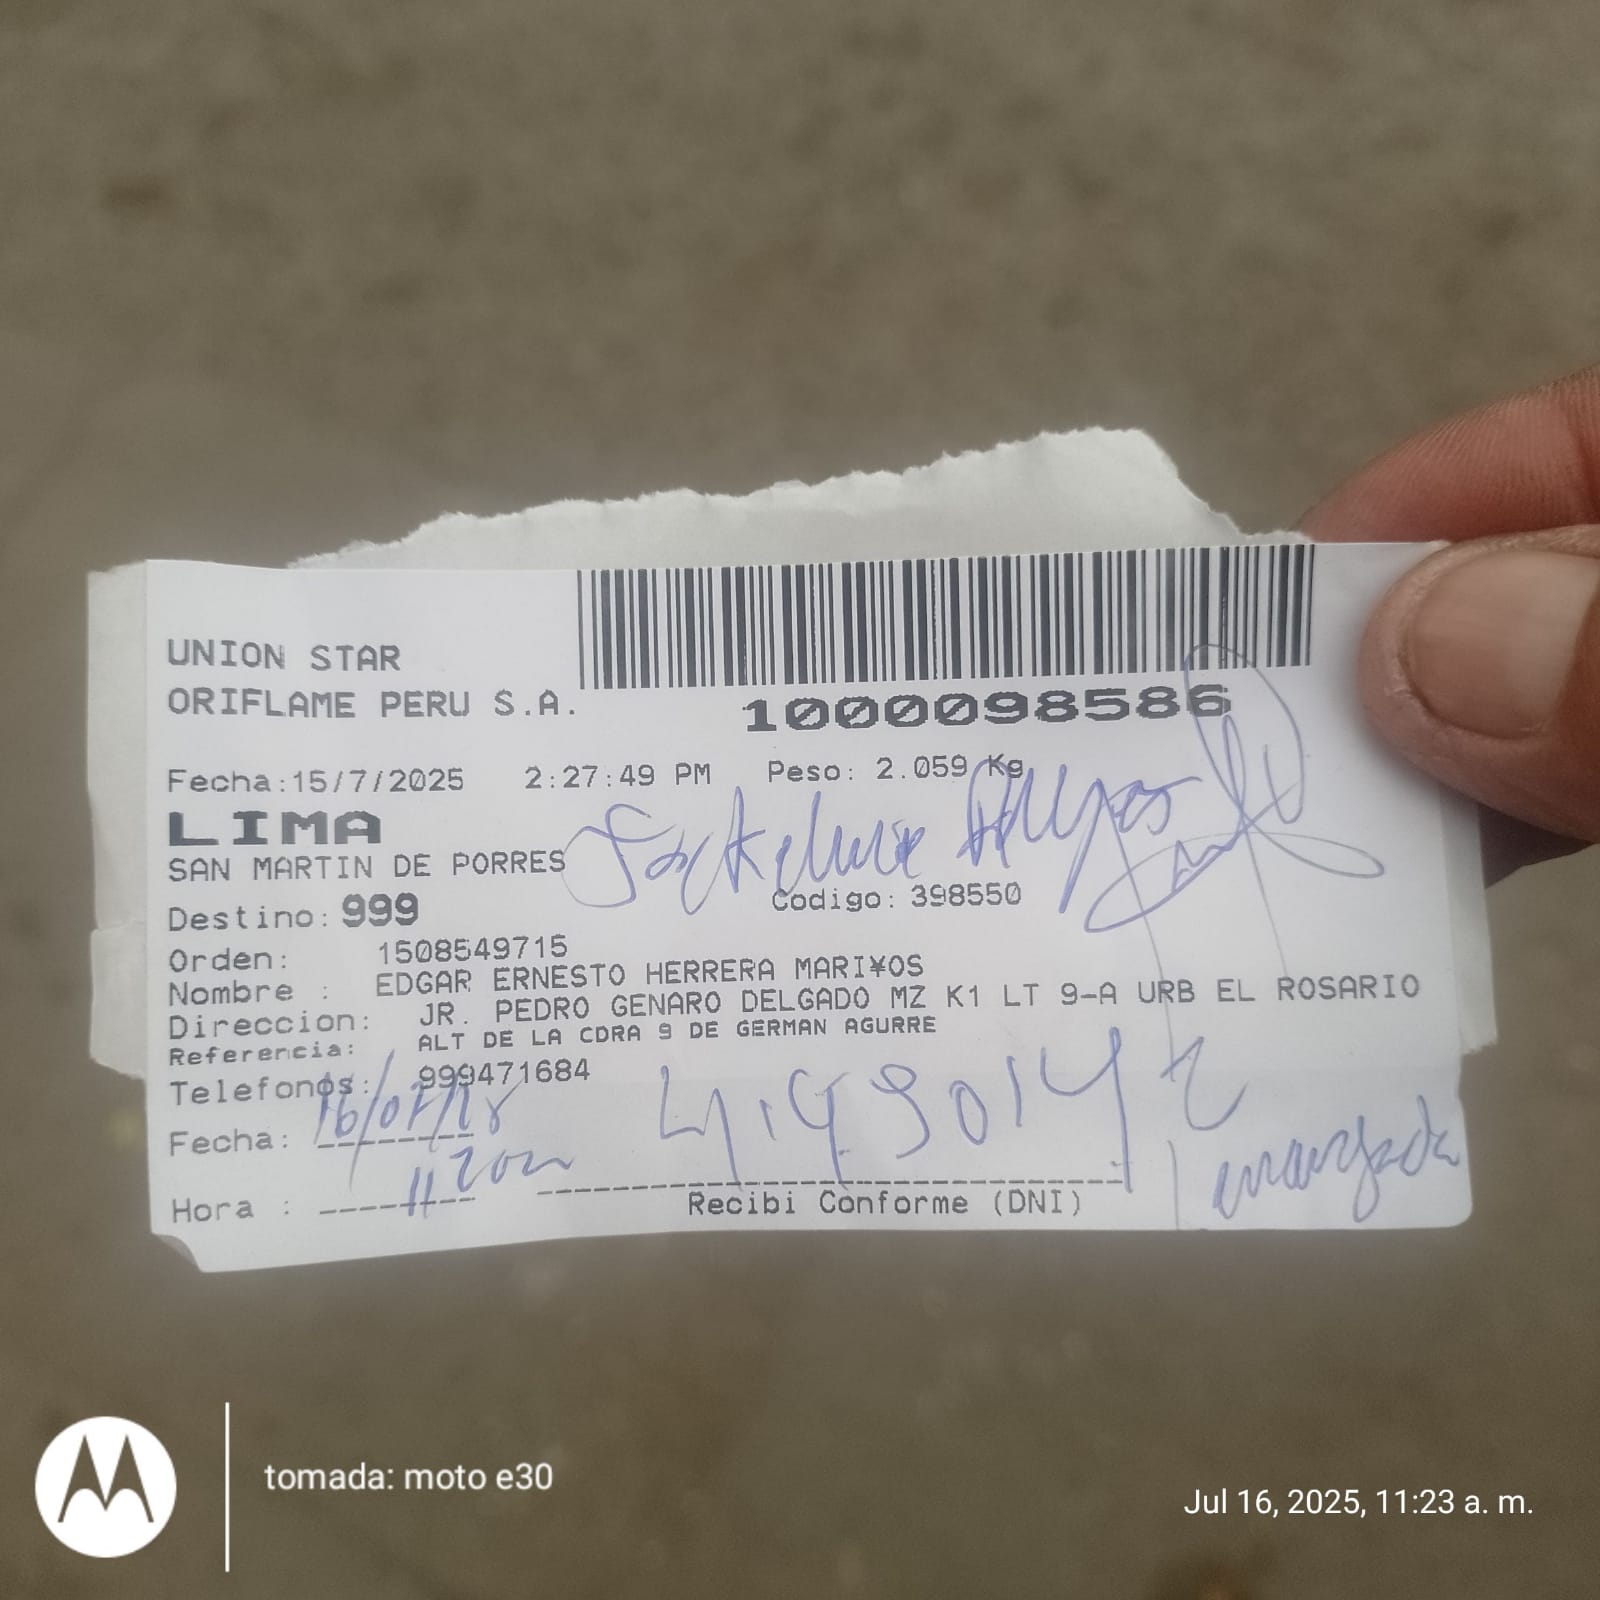 UNION STAR
ORIFLAME PERU S.A.
1000098586
Fecha:15/7/2025 2:27:49 PM Peso: 2.059 Kg
LIMA
SAN MARTIN DE PORRES
Destino: 999 Codigo: 398550
Orden: 1508549715
Nombre : EDGAR ERNESTO HERRERA MARI¥OS
Direccion: JR. PEDRO GENARO DELGADO MZ K1 LT 9-A URB EL ROSARIO
Referencia: ALT DE LA CDRA 9 DE GERMAN AGURRE
Telefonos: 999471684
Fecha:
Hora :
Recibi Conforme (DNI)
tomada: moto e30
Jul 16, 2025, 11:23 a. m.